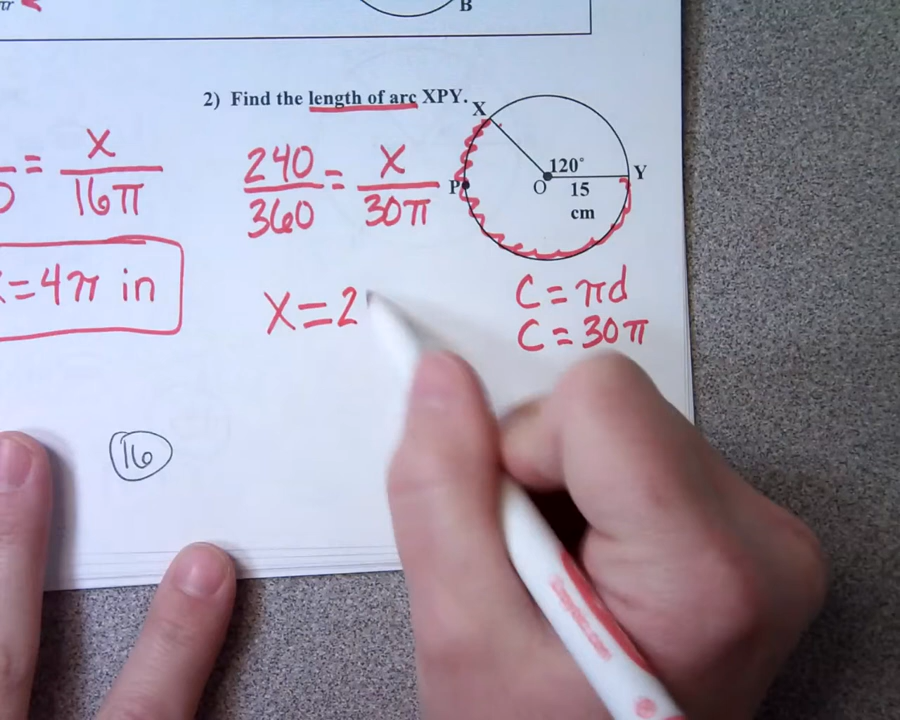 B
2) Find the length of arc XPY.
X
240/360 = X/30π
P
120°
O
15
cm
Y
= X/16π
X=4π in
C = πd
C = 30π
X=2
16